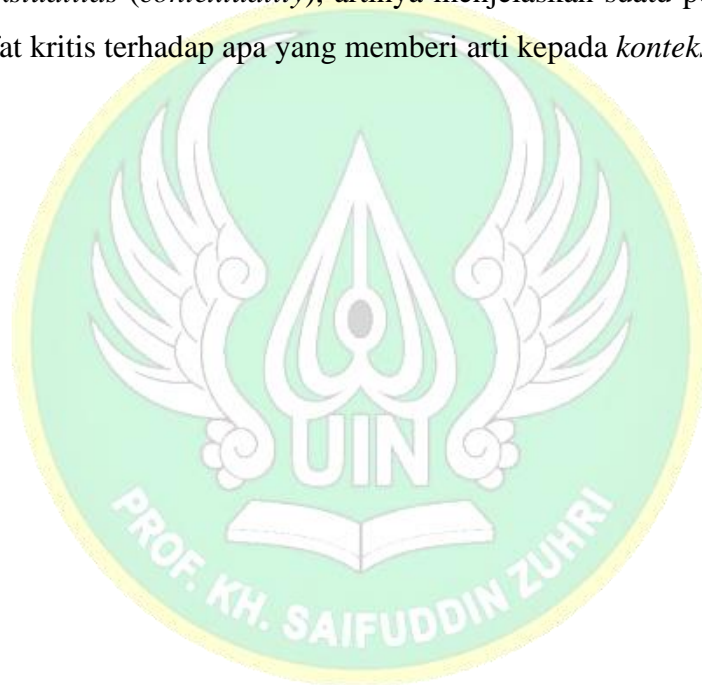 (contextuality), artinya menjelaskan suatu
kritis terhadap apa yang memberi arti kepada
UIN
PROF. KH. SAIFUDDIN ZUHRI